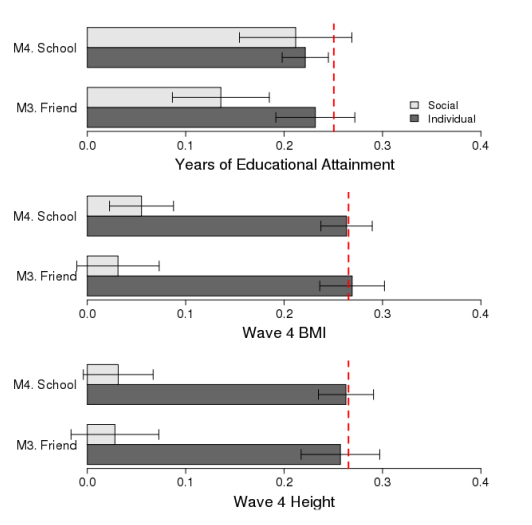 M4. School
M3. Friend
Social
Individual
0.0 0.1 0.2 0.3 0.4
Years of Educational Attainment
M4. School
M3. Friend
0.0 0.1 0.2 0.3 0.4
Wave 4 BMI
M4. School
M3. Friend
0.0 0.1 0.2 0.3 0.4
Wave 4 Height